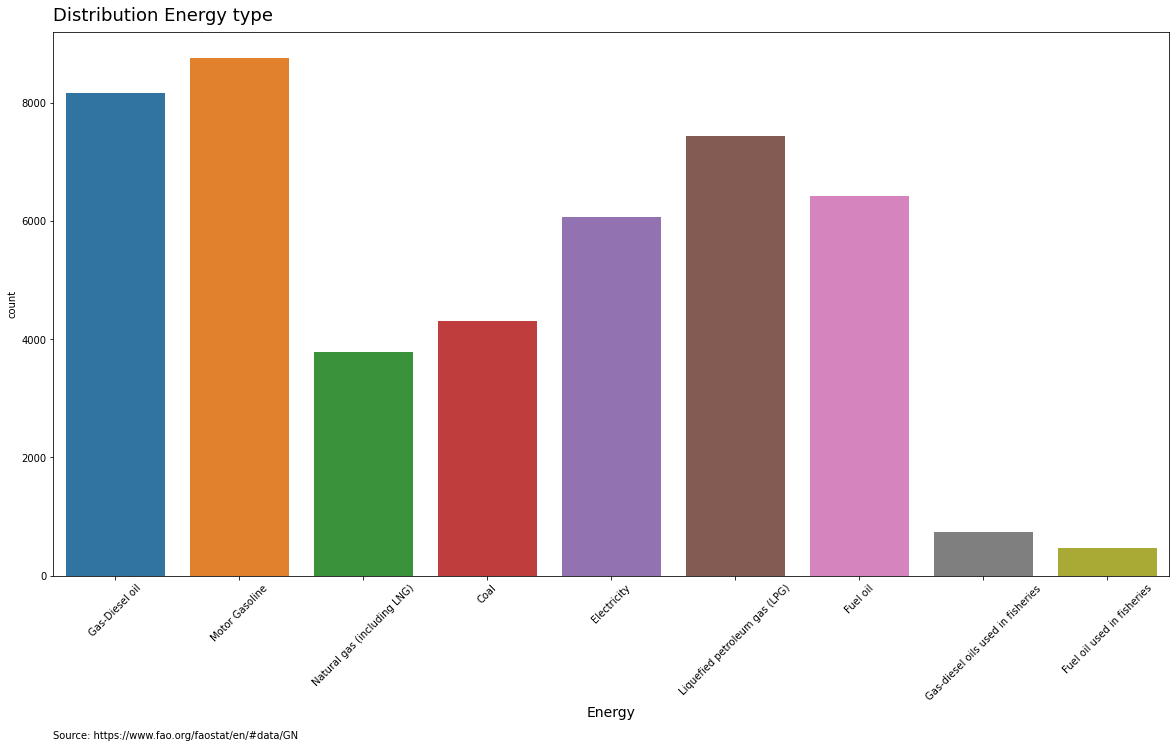 Distribution Energy type
8000
6000
4000
2000
0
count
Gas-Diesel oil
Motor Gasoline
Natural gas (including LNG)
Coal
Electricity
Liquefied petroleum gas (LPG)
Fuel oil
Gas-diesel oils used in fisheries
Fuel oil used in fisheries
Energy
Source: https://www.fao.org/faostat/en/#data/GN